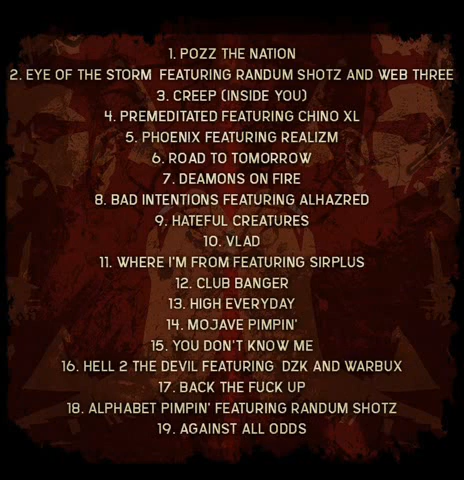 1. POZZ THE NATION
2. EYE OF THE STORM FEATURING RANDUM SHOTZ AND WEB THREE
3. CREEP (INSIDE YOU)
4. PREMEDITATED FEATURING CHINO XL
5. PHOENIX FEATURING REALIZM
6. ROAD TO TOMORROW
7. DEAMONS ON FIRE
8. BAD INTENTIONS FEATURING ALHAZRED
9. HATEFUL CREATURES
10. VLAD
11. WHERE I'M FROM FEATURING SIRPLUS
12. CLUB BANGER
13. HIGH EVERYDAY
14. MOJAVE PIMPIN'
15. YOU DON'T KNOW ME
16. HELL 2 THE DEVIL FEATURING DZK AND WARBUX
17. BACK THE FUCK UP
18. ALPHABET PIMPIN' FEATURING RANDUM SHOTZ
19. AGAINST ALL ODDS